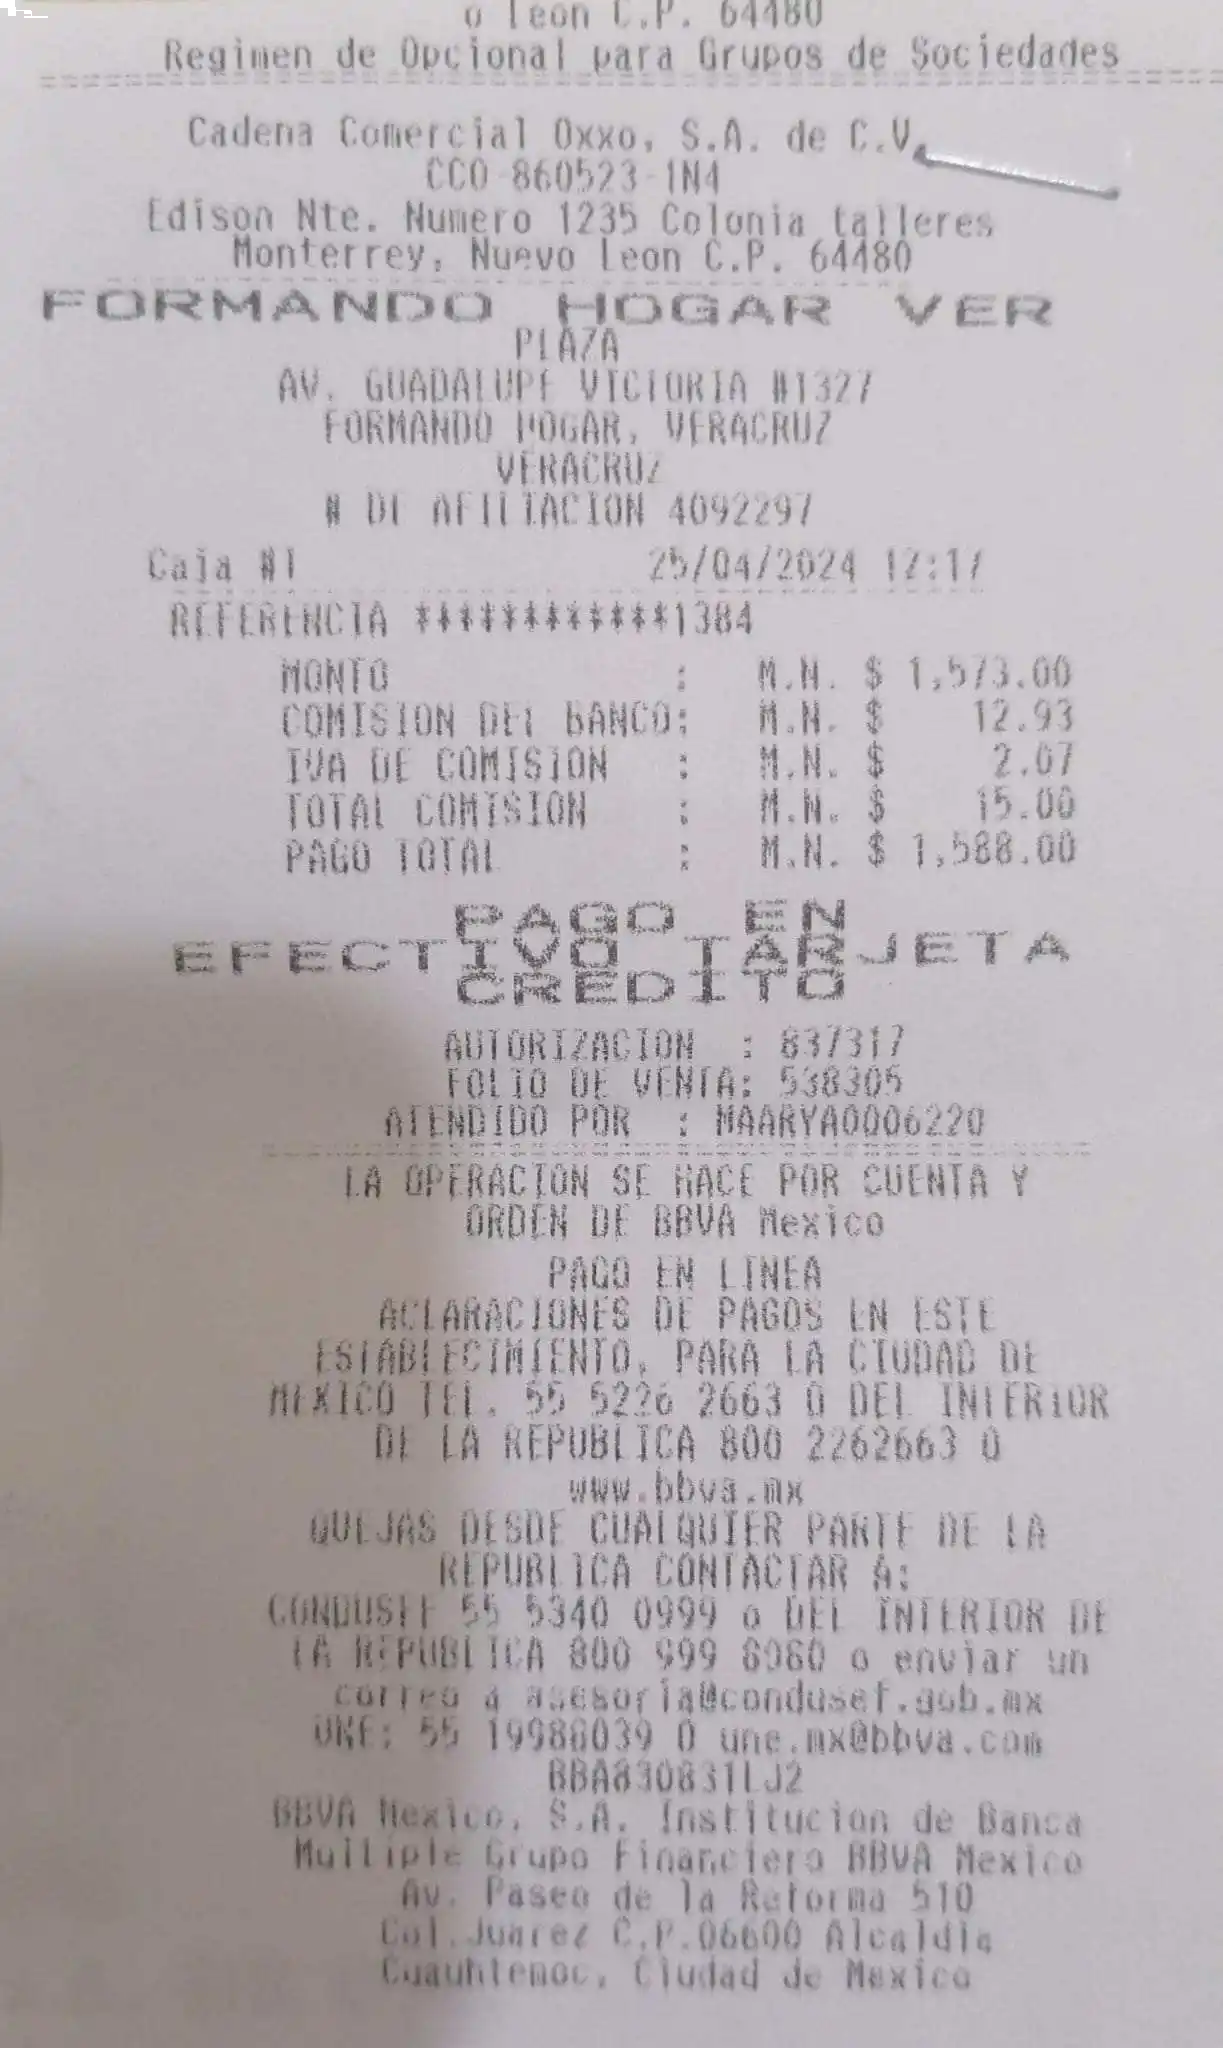 o leon C.P. 64480
Regimen de Opcional para Grupos de Sociedades
Cadena Comercial Oxxo, S.A. de C.V.
CCO-860523-1N4
Edison Nte. Numero 1235 Colonia talleres
Monterrey, Nuevo Leon C.P. 64480
FORMANDO HOGAR VER
PLAZA
AV. GUADALUPE VICTORIA #1327
FORMANDO HOGAR, VERACRUZ
VERACRUZ
# DE AFILIACION 4092297
Caja #1 25/04/2024 12:17
REFERENCIA ************1384
MONTO : M.N. $ 1,573.00
COMISION DEL BANCO: M.N. $ 12.93
IVA DE COMISION : M.N. $ 2.07
TOTAL COMISION : M.N. $ 15.00
PAGO TOTAL : M.N. $ 1,588.00
PAGO EN
EFECTIVO TARJETA
CREDITO
AUTORIZACION : 837317
FOLIO DE VENTA: 538305
ATENDIDO POR : MAARYA0006220
LA OPERACION SE HACE POR CUENTA Y
ORDEN DE BBVA Mexico
PAGO EN LINEA
ACLARACIONES DE PAGOS EN ESTE
ESTABLECIMIENTO, PARA LA CIUDAD DE
MEXICO TEL. 55 5226 2663 O DEL INTERIOR
DE LA REPUBLICA 800 2262663 O
www.bbva.mx
QUEJAS DESDE CUALQUIER PARTE DE LA
REPUBLICA CONTACTAR A:
CONDUSEF 55 5340 0999 o DEL INTERIOR DE
LA REPUBLICA 800 999 8080 o enviar un
correo a asesoria@condusef.gob.mx
UNE: 55 19988039 O une.mx@bbva.com
BBA830831LJ2
BBVA Mexico, S.A. Institucion de Banca
Multiple Grupo Financiero BBVA Mexico
Av. Paseo de la Reforma 510
Col.Juarez C.P.06600 Alcaldia
Cuauhtemoc, Ciudad de Mexico